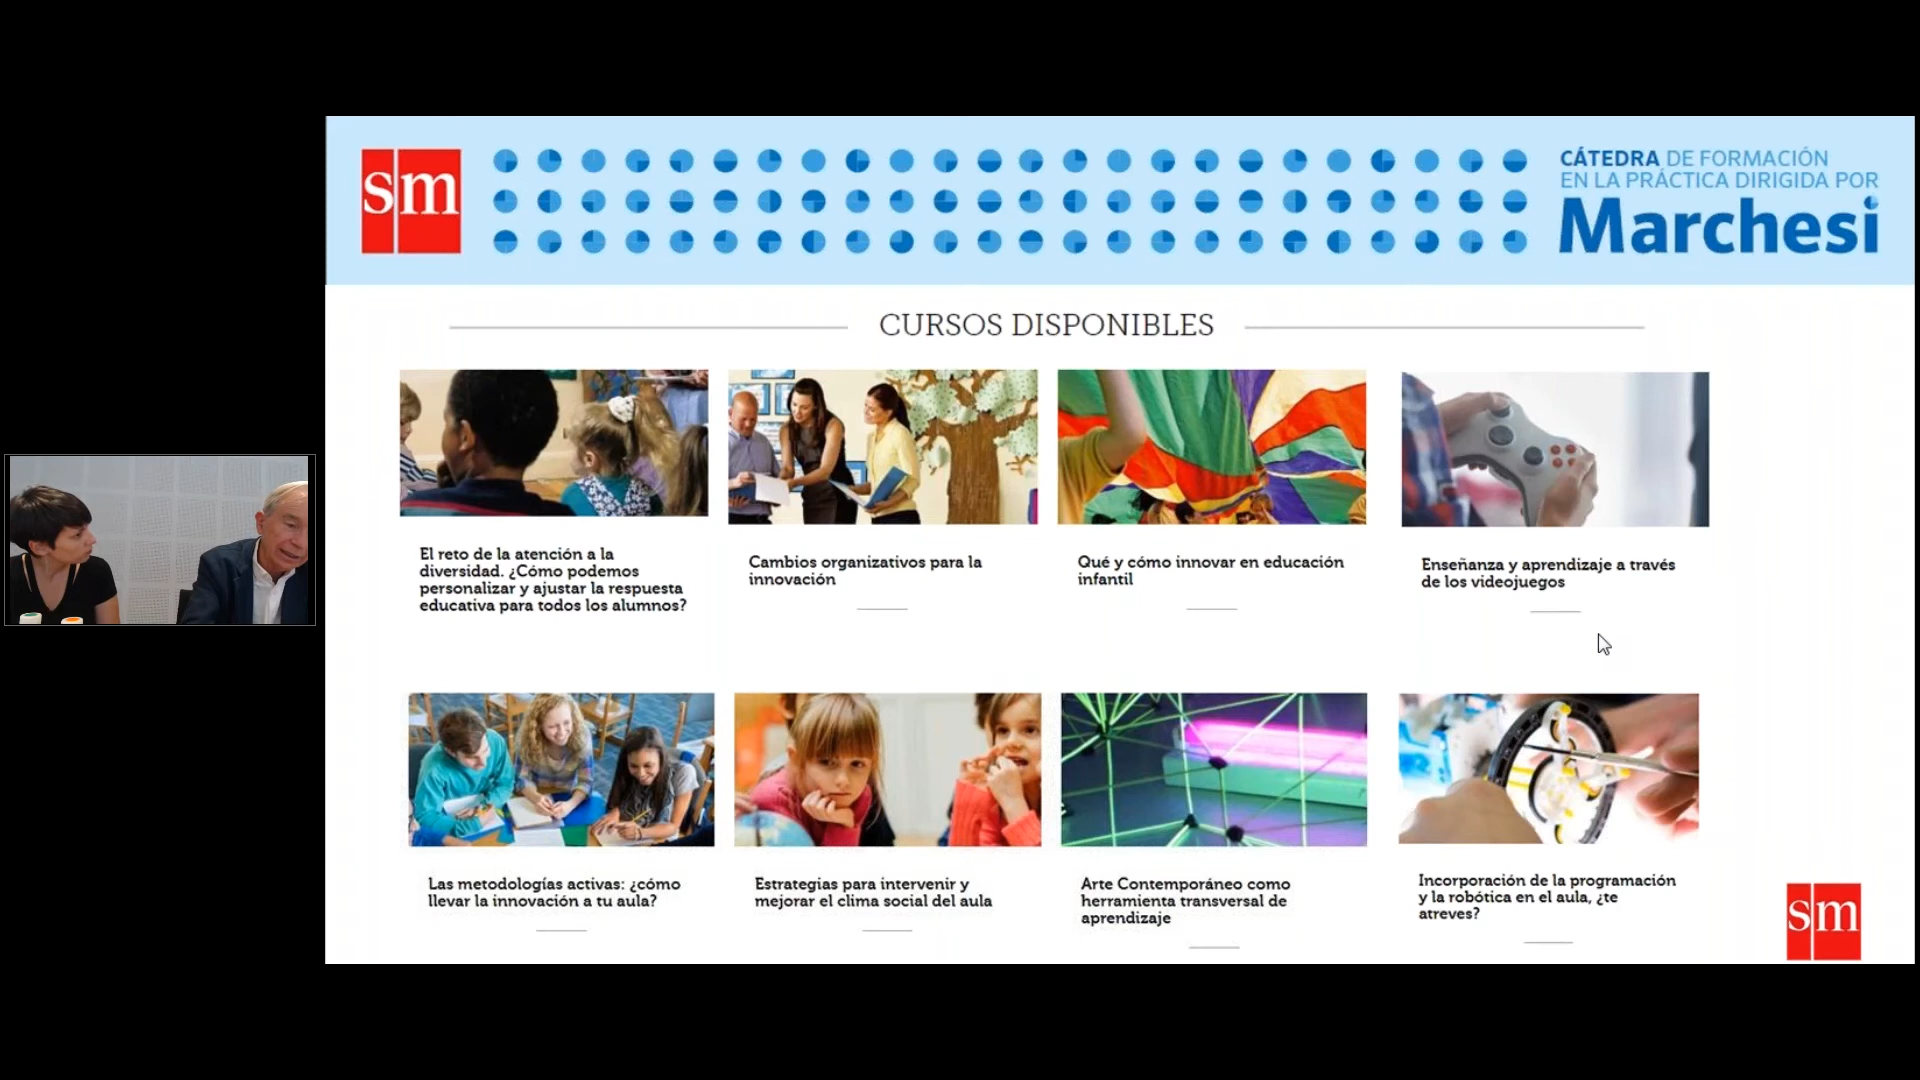 sm
CÁTEDRA DE FORMACIÓN
EN LA PRÁCTICA DIRIGIDA POR
Marchesi
CURSOS DISPONIBLES
El reto de la atención a la
diversidad. ¿Cómo podemos
personalizar y ajustar la respuesta
educativa para todos los alumnos?
Cambios organizativos para la
innovación
Qué y cómo innovar en educación
infantil
Enseñanza y aprendizaje a través
de los videojuegos
Las metodologías activas: ¿cómo
llevar la innovación a tu aula?
Estrategias para intervenir y
mejorar el clima social del aula
Arte Contemporáneo como
herramienta transversal de
aprendizaje
Incorporación de la programación
y la robótica en el aula, ¿te
atreves?
sm